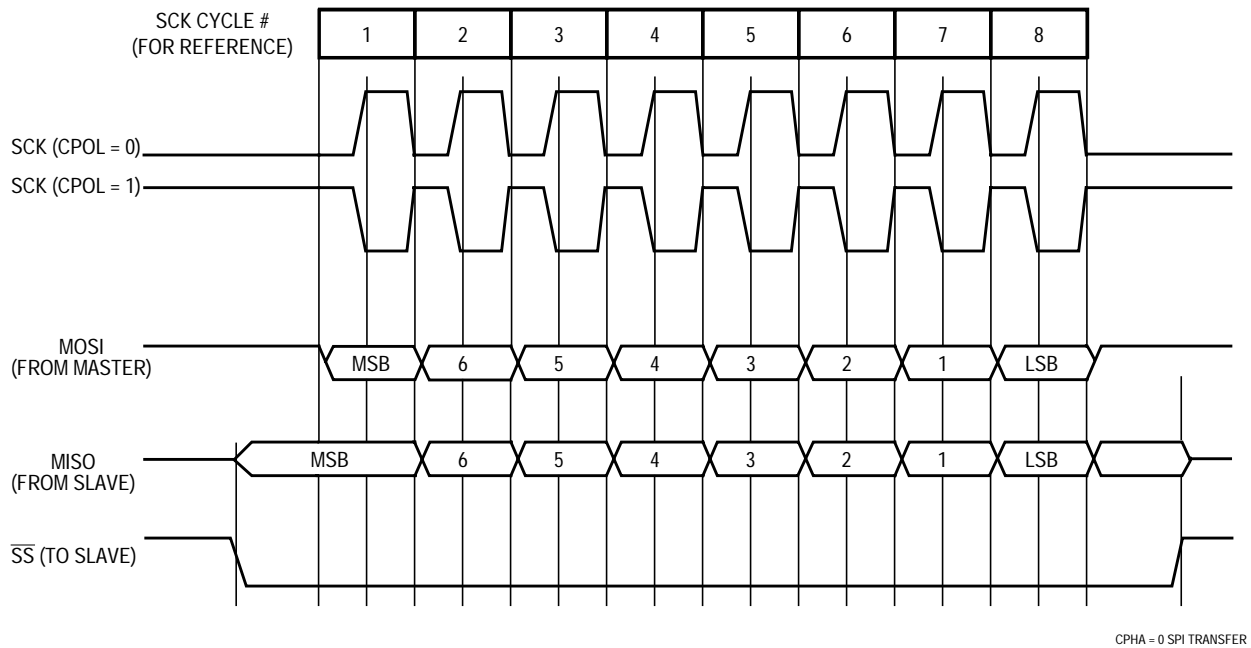 SCK CYCLE #
(FOR REFERENCE)
1 2 3 4 5 6 7 8
SCK (CPOL = 0)
SCK (CPOL = 1)
MOSI
(FROM MASTER)
MSB 6 5 4 3 2 1 LSB
MISO
(FROM SLAVE)
MSB 6 5 4 3 2 1 LSB
S̅S̅ (TO SLAVE)
CPHA = 0 SPI TRANSFER